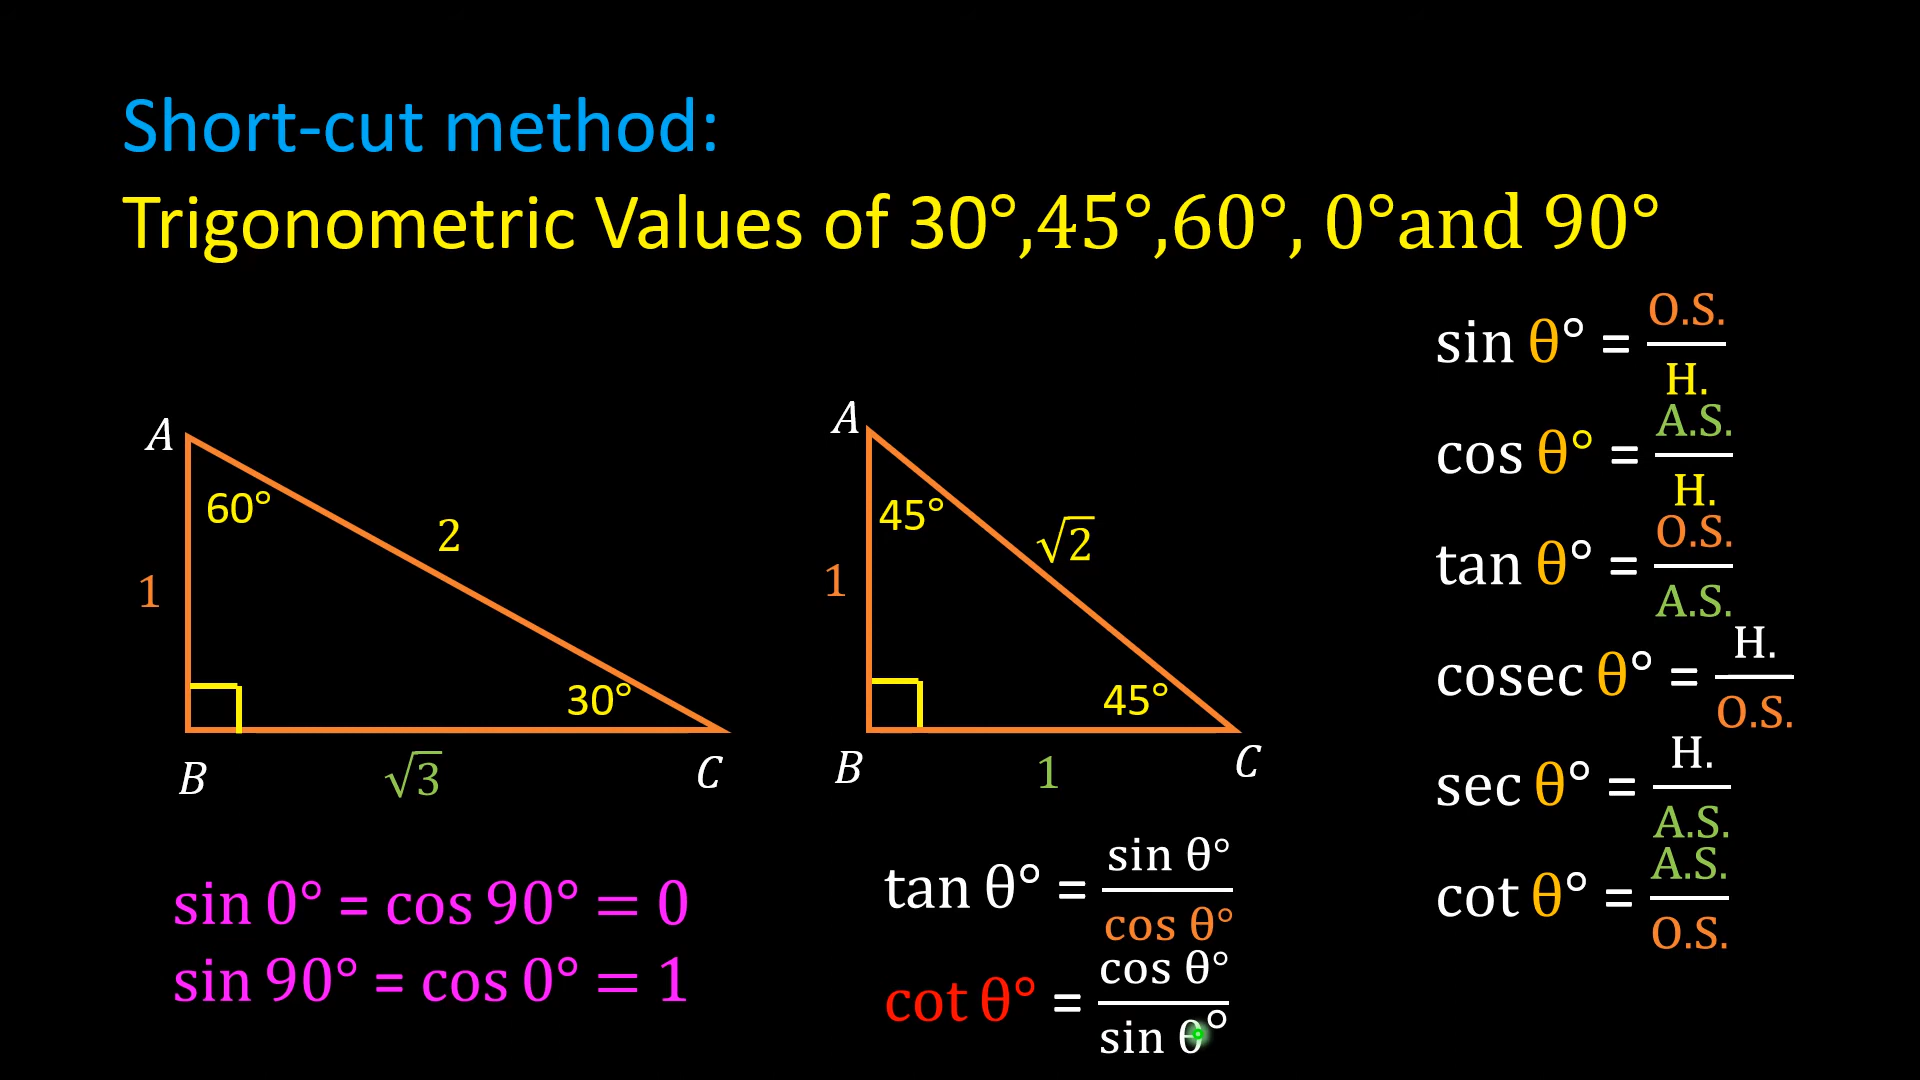 Short-cut method:
Trigonometric Values of 30°,45°,60°, 0°and 90°
A
60°
2
1
30°
B
√3
C
A
45°
√2
1
45°
B
1
C
sin θ° = O.S./H.
cos θ° = A.S./H.
tan θ° = O.S./A.S.
cosec θ° = H./O.S.
sec θ° = H./A.S.
cot θ° = A.S./O.S.
sin 0° = cos 90° = 0
sin 90° = cos 0° = 1
tan θ° = sin θ°/cos θ°
cot θ° = cos θ°/sin θ°